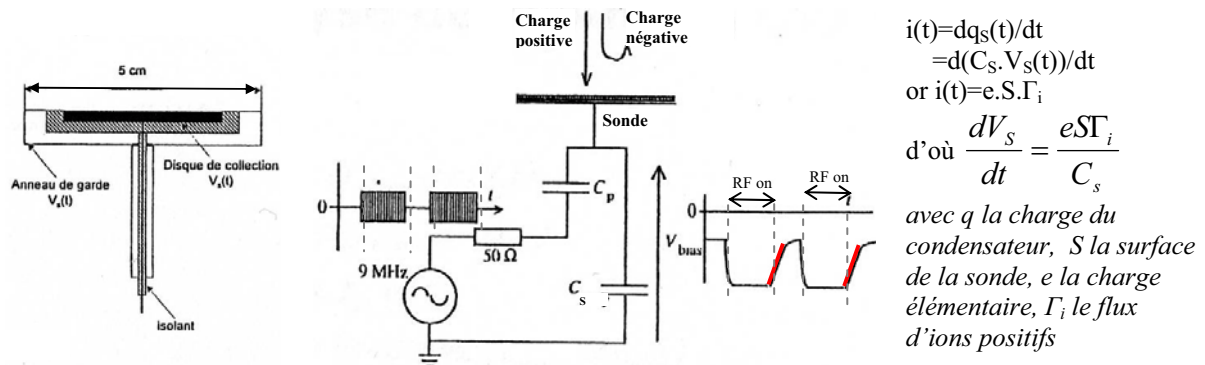 5 cm
Disque de collection
Vs(t)
Anneau de garde
Vs(t)
isolant
Charge positive
Charge négative
Sonde
Cp
0
t
50 Ω
9 MHz
Cs
RF on
RF on
t
0
Vbias
i(t)=dqS(t)/dt
=d(CS.VS(t))/dt
or i(t)=e.S.Γi
d'où dVS/dt = eSΓi/Cs
avec q la charge du
condensateur, S la surface
de la sonde, e la charge
élémentaire, Γi le flux
d'ions positifs